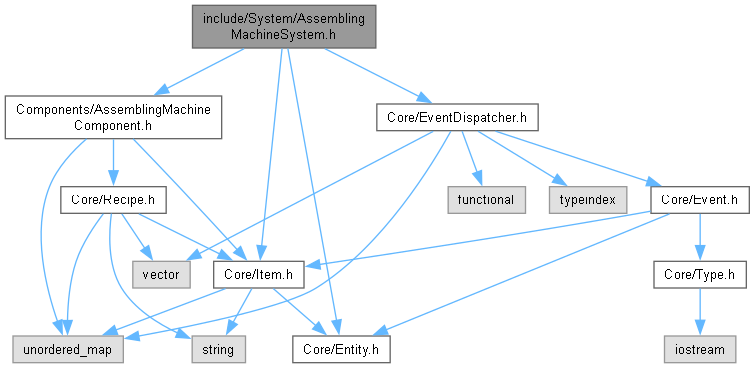 include/System/Assembling
MachineSystem.h
Components/AssemblingMachine
Component.h
Core/EventDispatcher.h
Core/Recipe.h
functional
typeindex
Core/Event.h
vector
Core/Item.h
Core/Type.h
unordered_map
string
Core/Entity.h
iostream